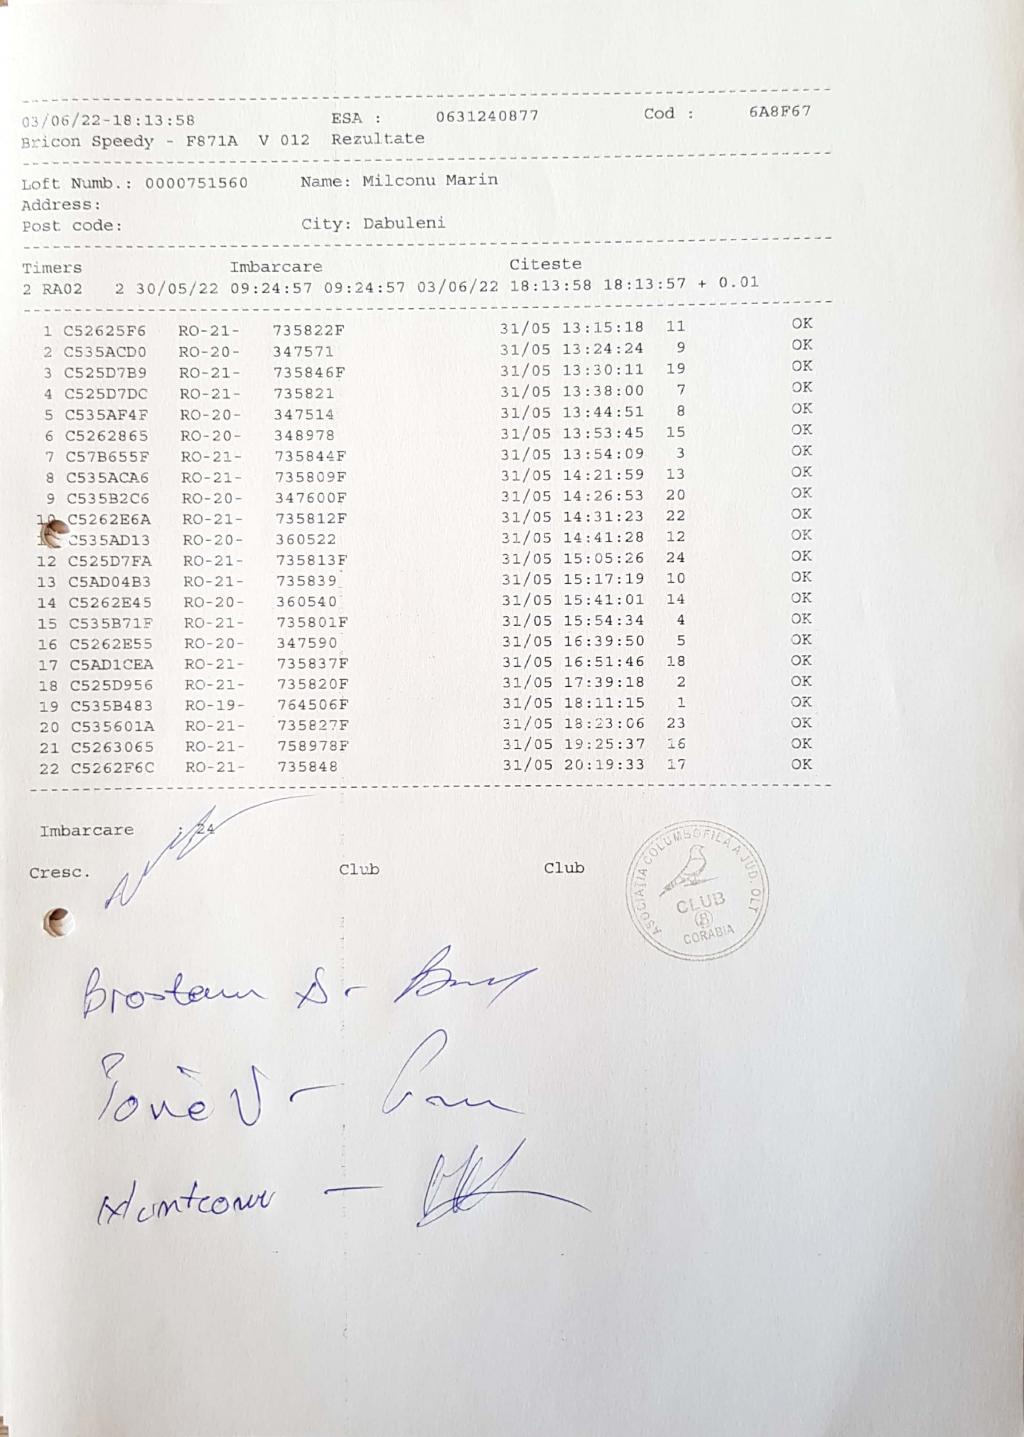 03/06/22-18:13:58 ESA : 0631240877 Cod : 6A8F67
Bricon Speedy - F871A V 012 Rezultate
Loft Numb.: 0000751560 Name: Milconu Marin
Address:
Post code: City: Dabuleni
Timers Imbarcare Citeste
2 RA02 2 30/05/22 09:24:57 09:24:57 03/06/22 18:13:58 18:13:57 + 0.01
1 C52625F6 RO-21- 735822F 31/05 13:15:18 11 OK
2 C535ACD0 RO-20- 347571 31/05 13:24:24 9 OK
3 C525D7B9 RO-21- 735846F 31/05 13:30:11 19 OK
4 C525D7DC RO-21- 735821 31/05 13:38:00 7 OK
5 C535AF4F RO-20- 347514 31/05 13:44:51 8 OK
6 C5262865 RO-20- 348978 31/05 13:53:45 15 OK
7 C57B655F RO-21- 735844F 31/05 13:54:09 3 OK
8 C535ACA6 RO-21- 735809F 31/05 14:21:59 13 OK
9 C535B2C6 RO-20- 347600F 31/05 14:26:53 20 OK
10 C5262E6A RO-21- 735812F 31/05 14:31:23 22 OK
C535AD13 RO-20- 360522 31/05 14:41:28 12 OK
12 C525D7FA RO-21- 735813F 31/05 15:05:26 24 OK
13 C5AD04B3 RO-21- 735839 31/05 15:17:19 10 OK
14 C5262E45 RO-20- 360540 31/05 15:41:01 14 OK
15 C535B71F RO-21- 735801F 31/05 15:54:34 4 OK
16 C5262E55 RO-20- 347590 31/05 16:39:50 5 OK
17 C5AD1CEA RO-21- 735837F 31/05 16:51:46 18 OK
18 C525D956 RO-21- 735820F 31/05 17:39:18 2 OK
19 C535B483 RO-19- 764506F 31/05 18:11:15 1 OK
20 C535601A RO-21- 735827F 31/05 18:23:06 23 OK
21 C5263065 RO-21- 758978F 31/05 19:25:37 16 OK
22 C5262F6C RO-21- 735848 31/05 20:19:33 17 OK
Imbarcare : 24
Cresc. Club Club
ASOCIATIA COLUMBOFILA A JUD. OLT
CLUB
CORABIA